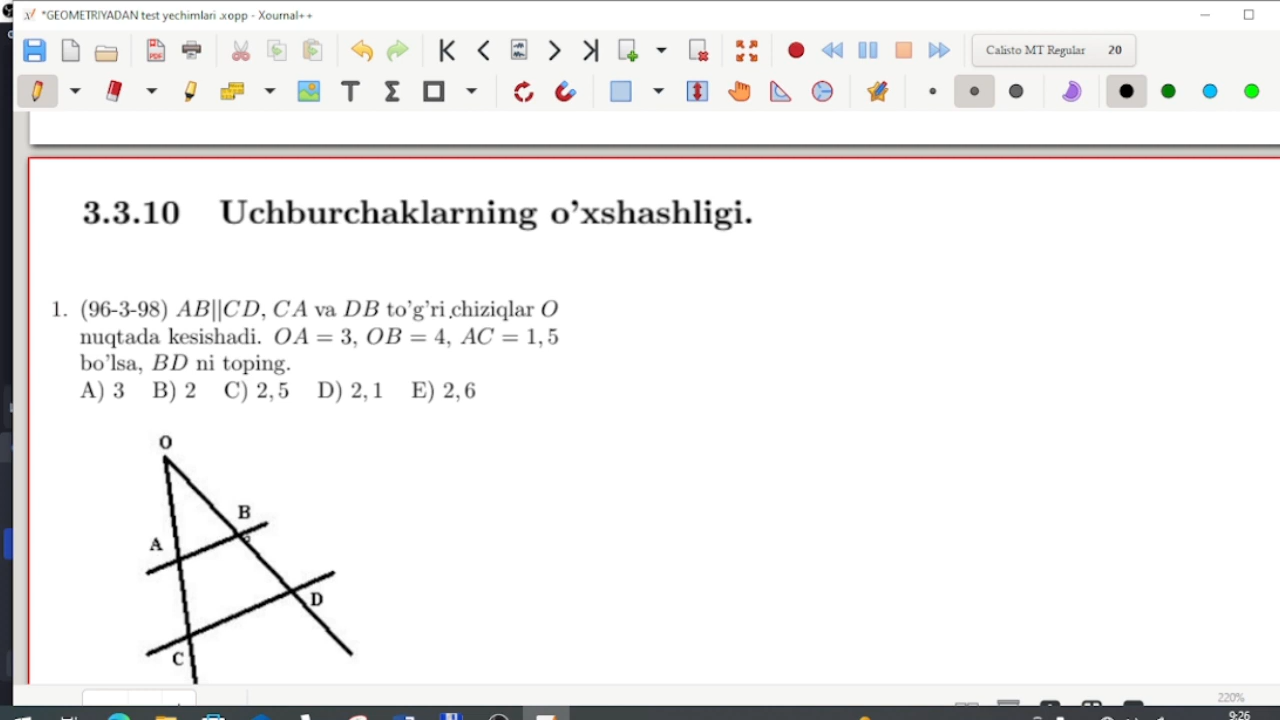 *GEOMETRIYADAN test yechimlari .xopp - Xournal++
Calisto MT Regular 20
3.3.10 Uchburchaklarning o'xshashligi.
1. (96-3-98) AB||CD, CA va DB to'g'ri chiziqlar O
nuqtada kesishadi. OA = 3, OB = 4, AC = 1,5
bo'lsa, BD ni toping.
A) 3 B) 2 C) 2,5 D) 2,1 E) 2,6
O
B
A
D
C
220%
9:26